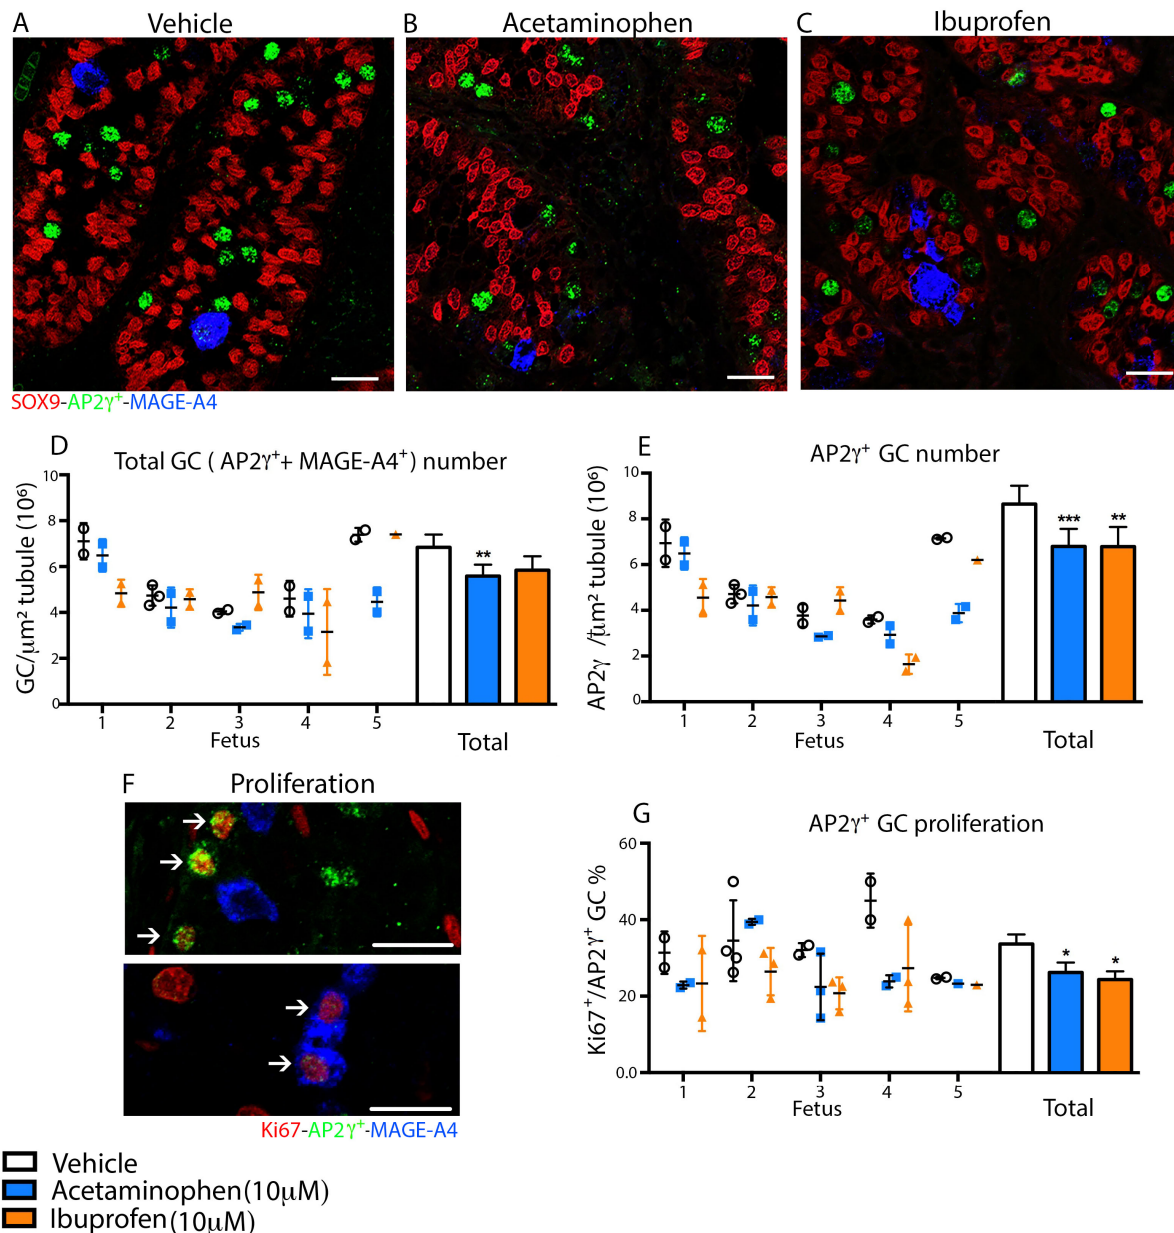 A Vehicle
B Acetaminophen
C Ibuprofen
SOX9-AP2γ⁺-MAGE-A4
D
Total GC ( AP2γ⁺+ MAGE-A4⁺) number
GC/μm² tubule (10⁶)
10
8
6
4
2
0
**
1 2 3 4 5
Fetus
Total
E
AP2γ⁺ GC number
AP2γ /μm² tubule (10⁶)
10
8
6
4
2
0
*** **
1 2 3 4 5
Fetus
Total
F Proliferation
Ki67-AP2γ⁺-MAGE-A4
G
AP2γ⁺ GC proliferation
Ki67⁺/AP2γ⁺ GC %
60
40
20
0.0
* *
1 2 3 4 5
Fetus
Total
Vehicle
Acetaminophen(10μM)
Ibuprofen(10μM)